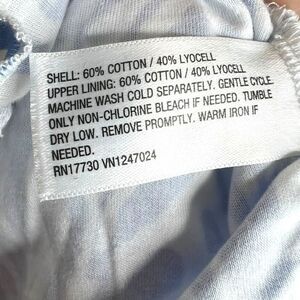 SHELL: 60% COTTON / 40% LYOCELL
UPPER LINING: 60% COTTON / 40% LYOCELL
MACHINE WASH COLD SEPARATELY. GENTLE CYCLE.
ONLY NON-CHLORINE BLEACH IF NEEDED. TUMBLE
DRY LOW. REMOVE PROMPTLY. WARM IRON IF
NEEDED.
RN17730 VN1247024